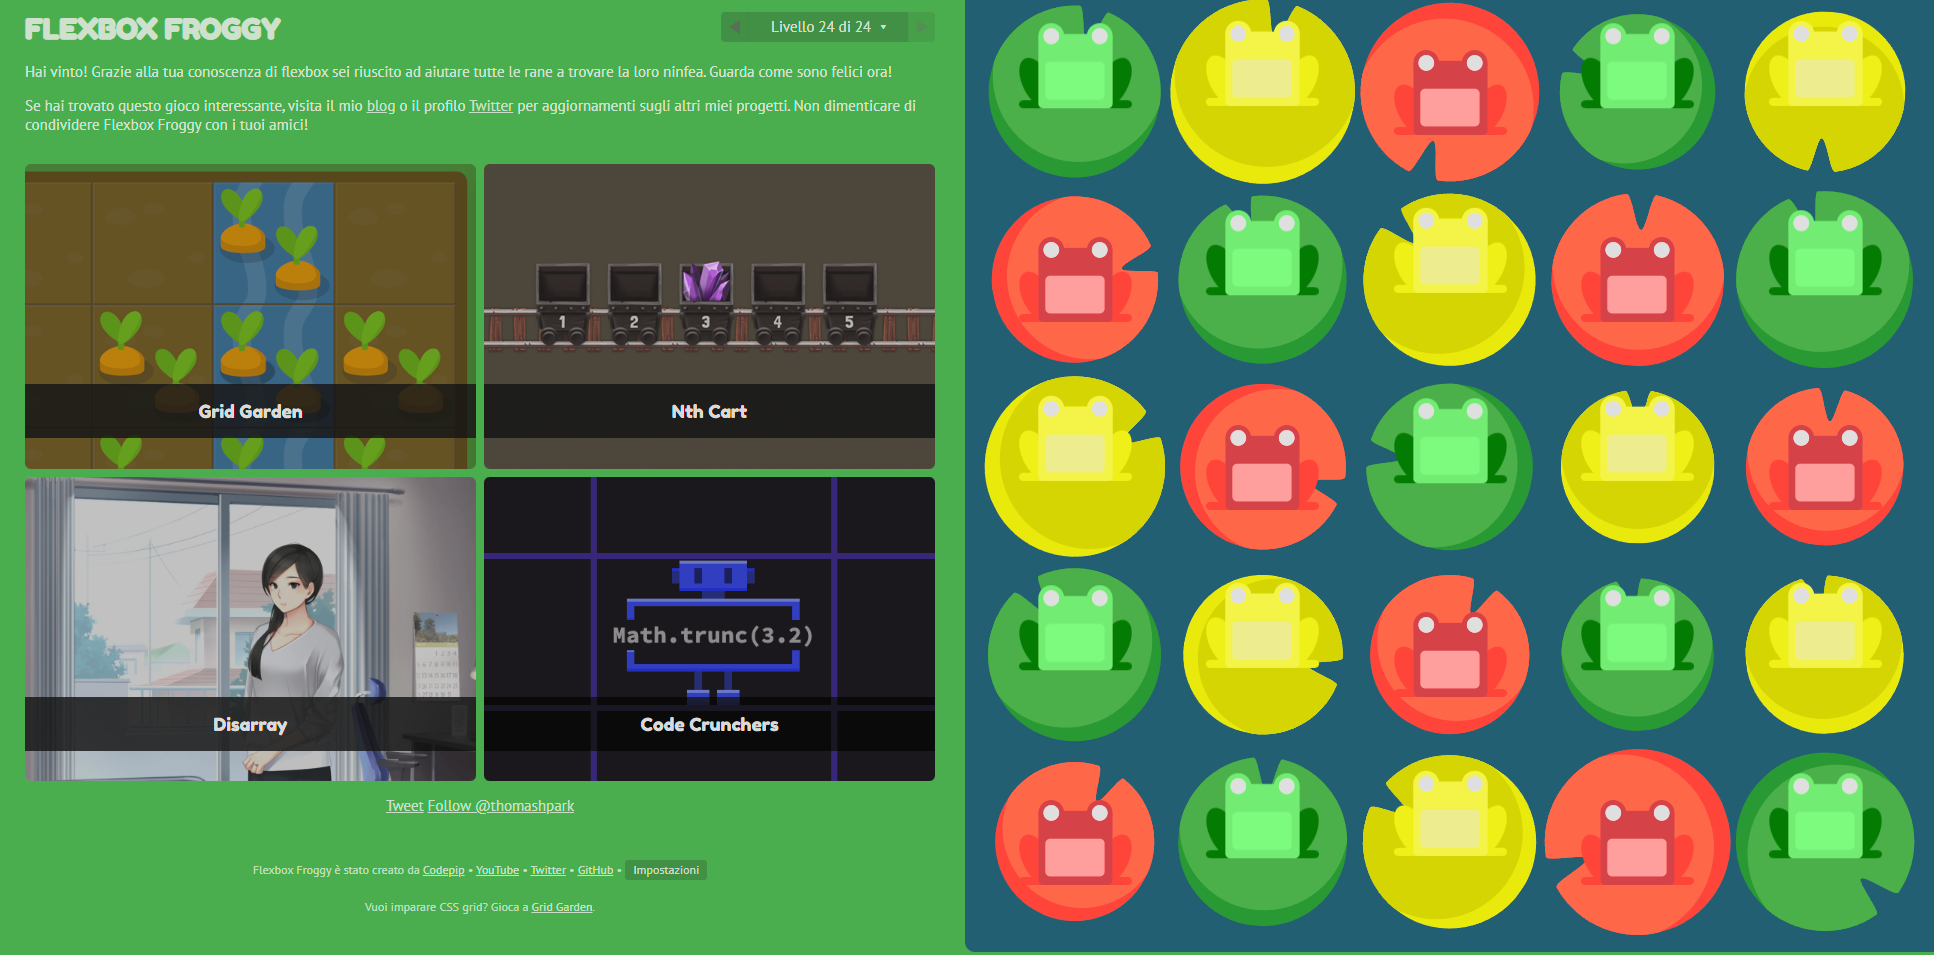 FLEXBOX FROGGY
Livello 24 di 24
Hai vinto! Grazie alla tua conoscenza di flexbox sei riuscito ad aiutare tutte le rane a trovare la loro ninfea. Guarda come sono felici ora!
Se hai trovato questo gioco interessante, visita il mio blog o il profilo Twitter per aggiornamenti sugli altri miei progetti. Non dimenticare di
condividere Flexbox Froggy con i tuoi amici!
1 2 3 4 5
Grid Garden
Nth Cart
Math.trunc(3.2)
Disarray
Code Crunchers
Tweet Follow @thomashpark
Flexbox Froggy è stato creato da Codepip • YouTube • Twitter • GitHub • Impostazioni
Vuoi imparare CSS grid? Gioca a Grid Garden.